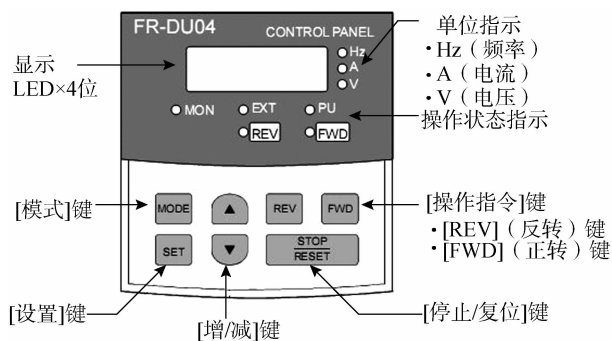 FR-DU04
CONTROL PANEL
Hz
A
V
MON
EXT
PU
REV
FWD
MODE
REV
FWD
SET
STOP
RESET
显示
LED×4位
单位指示
·Hz（频率）
·A（电流）
·V（电压）
操作状态指示
[模式]键
[操作指令]键
·[REV]（反转）键
·[FWD]（正转）键
[设置]键
[增/减]键
[停止/复位]键